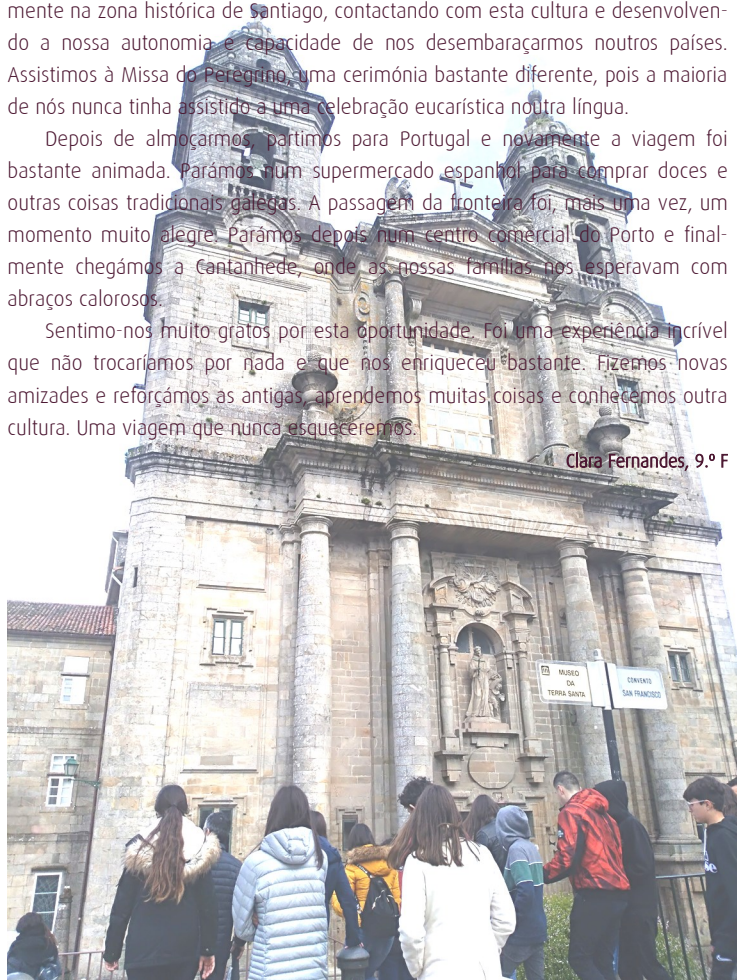 mente na zona histórica de Santiago, contactando com esta cultura e desenvolven-
do a nossa autonomia e capacidade de nos desembaraçarmos noutros países.
Assistimos à Missa do Peregrino, uma cerimónia bastante diferente, pois a maioria
de nós nunca tinha assistido a uma celebração eucarística noutra língua.
Depois de almoçarmos, partimos para Portugal e novamente a viagem foi
bastante animada. Parámos num supermercado espanhol para comprar doces e
outras coisas tradicionais galegas. A passagem da fronteira foi, mais uma vez, um
momento muito alegre. Parámos depois num centro comercial do Porto e final-
mente chegámos a Cantanhede, onde as nossas famílias nos esperavam com
abraços calorosos.
Sentimo-nos muito gratos por esta oportunidade. Foi uma experiência incrível
que não trocaríamos por nada e que nos enriqueceu bastante. Fizemos novas
amizades e reforçámos as antigas, aprendemos muitas coisas e conhecemos outra
cultura. Uma viagem que nunca esqueceremos.
Clara Fernandes, 9.º F
MUSEO
DA
TERRA SANTA
CONVENTO
SAN FRANCISCO